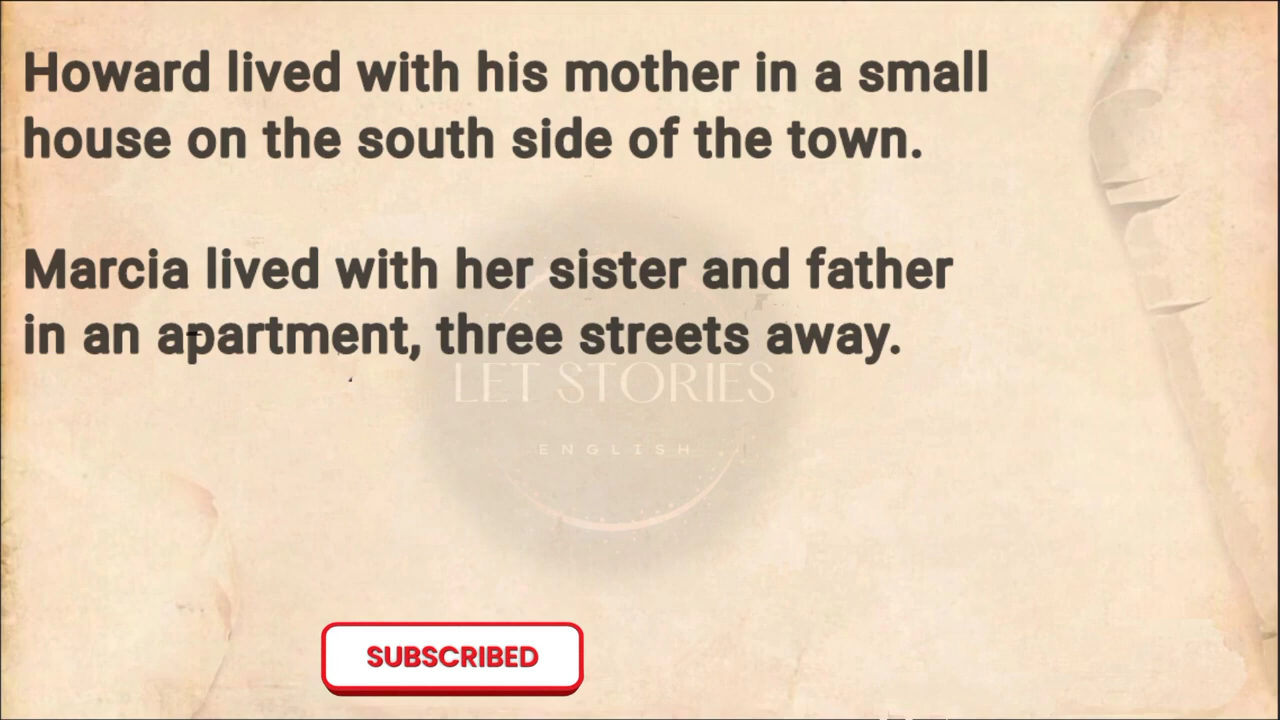 Howard lived with his mother in a small
house on the south side of the town.
Marcia lived with her sister and father
in an apartment, three streets away.
LET STORIES
ENGLISH
SUBSCRIBED